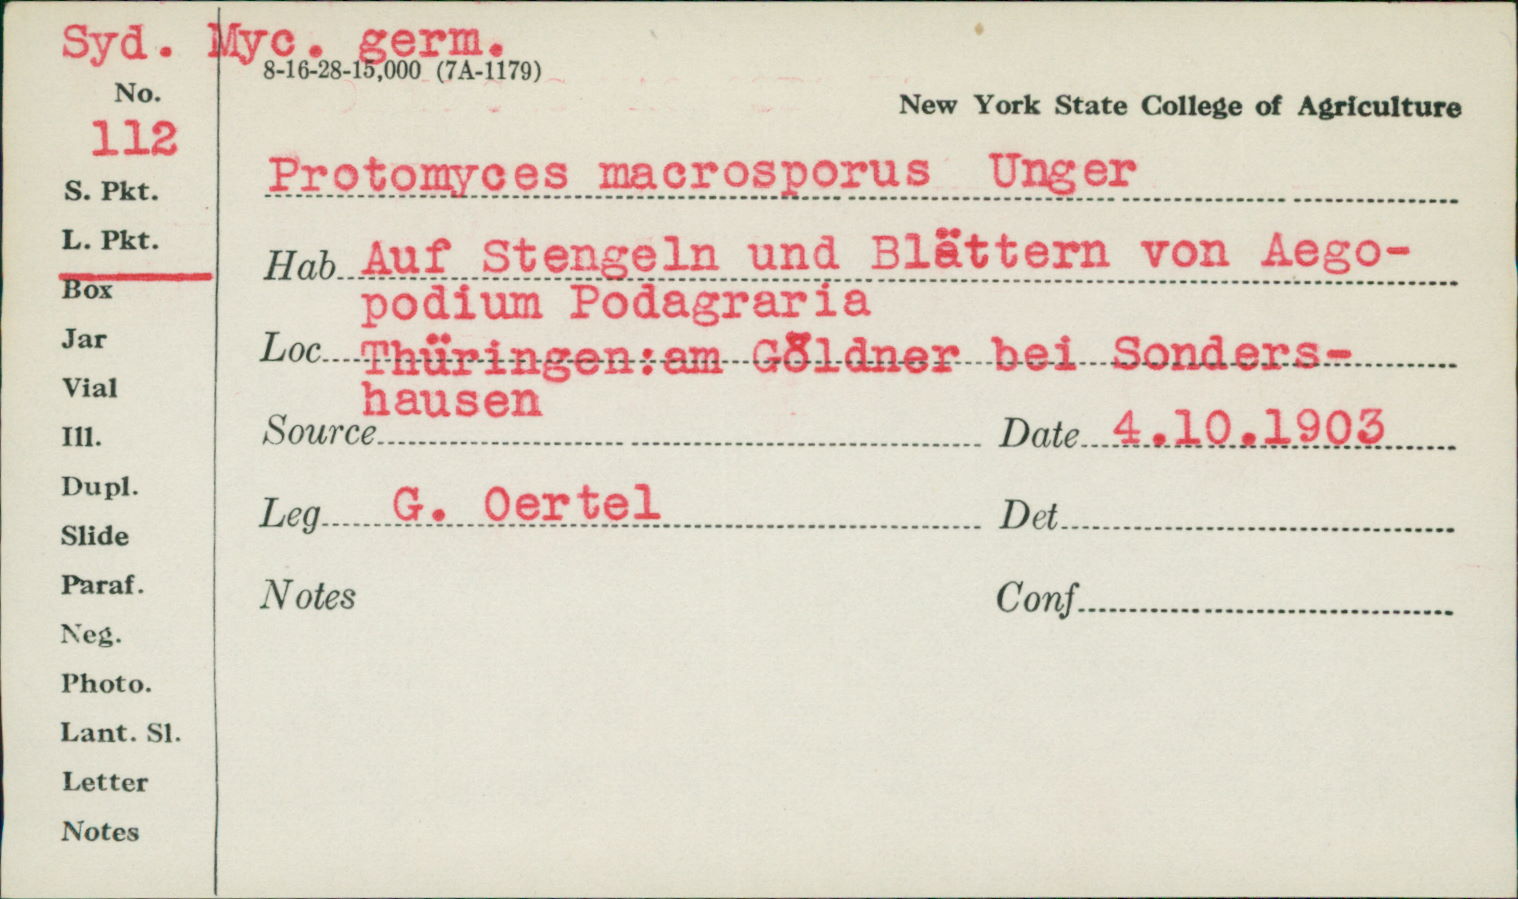 Syd. Myc. germ.
8-16-28-15,000 (7A-1179)
No.
112
New York State College of Agriculture
Protomyces macrosporus Unger
S. Pkt.
L. Pkt.
Hab Auf Stengeln und Blättern von Aego-
podium Podagraria
Box
Jar
Loc Thüringen:am Göldner bei Sonders-
hausen
Vial
Ill.
Source
Date 4.10.1903
Dupl.
Slide
Leg G. Oertel
Det
Paraf.
Notes
Conf
Neg.
Photo.
Lant. Sl.
Letter
Notes